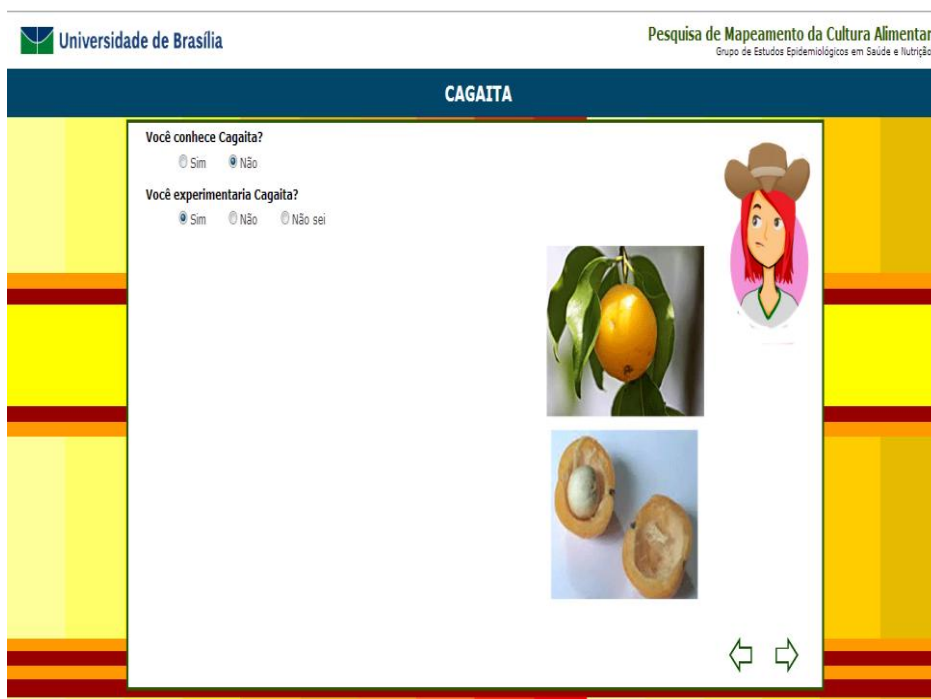 Universidade de Brasília
Pesquisa de Mapeamento da Cultura Alimentar
Grupo de Estudos Epidemiológicos em Saúde e Nutrição
CAGAITA
Você conhece Cagaita?
Sim Não
Você experimentaria Cagaita?
Sim Não Não sei